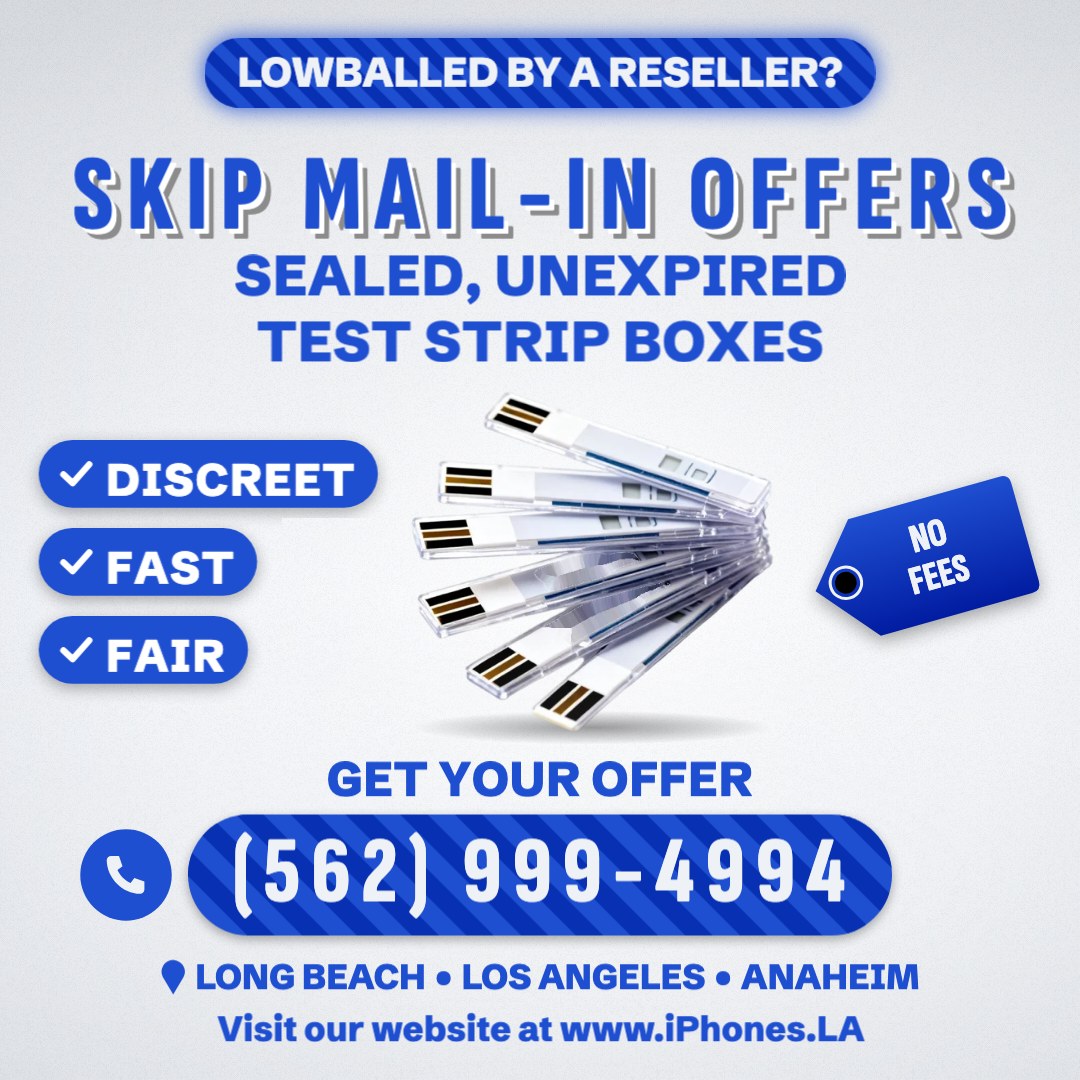 LOWBALLED BY A RESELLER?
SKIP MAIL-IN OFFERS
SEALED, UNEXPIRED
TEST STRIP BOXES
DISCREET
FAST
FAIR
NO
FEES
GET YOUR OFFER
(562) 999-4994
LONG BEACH • LOS ANGELES • ANAHEIM
Visit our website at www.iPhones.LA